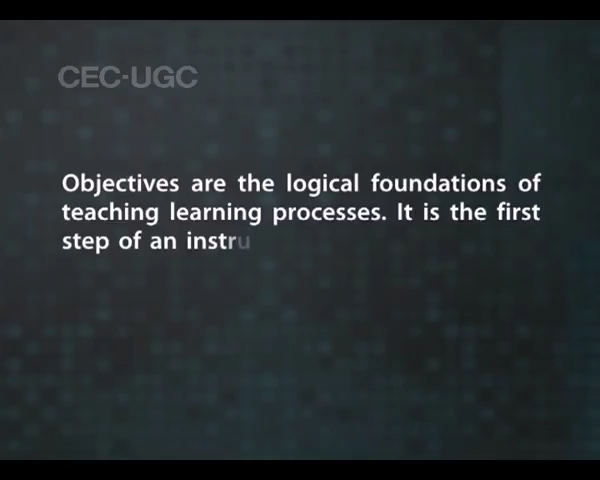 CEC-UGC
Objectives are the logical foundations of
teaching learning processes. It is the first
step of an instru